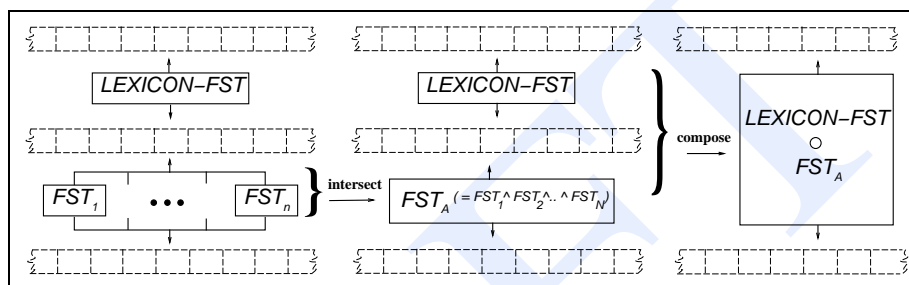 LEXICON–FST
FST1
FSTn
intersect
LEXICON–FST
FSTA (= FST1^ FST2^.. ^ FSTN)
compose
LEXICON–FST
○
FSTA